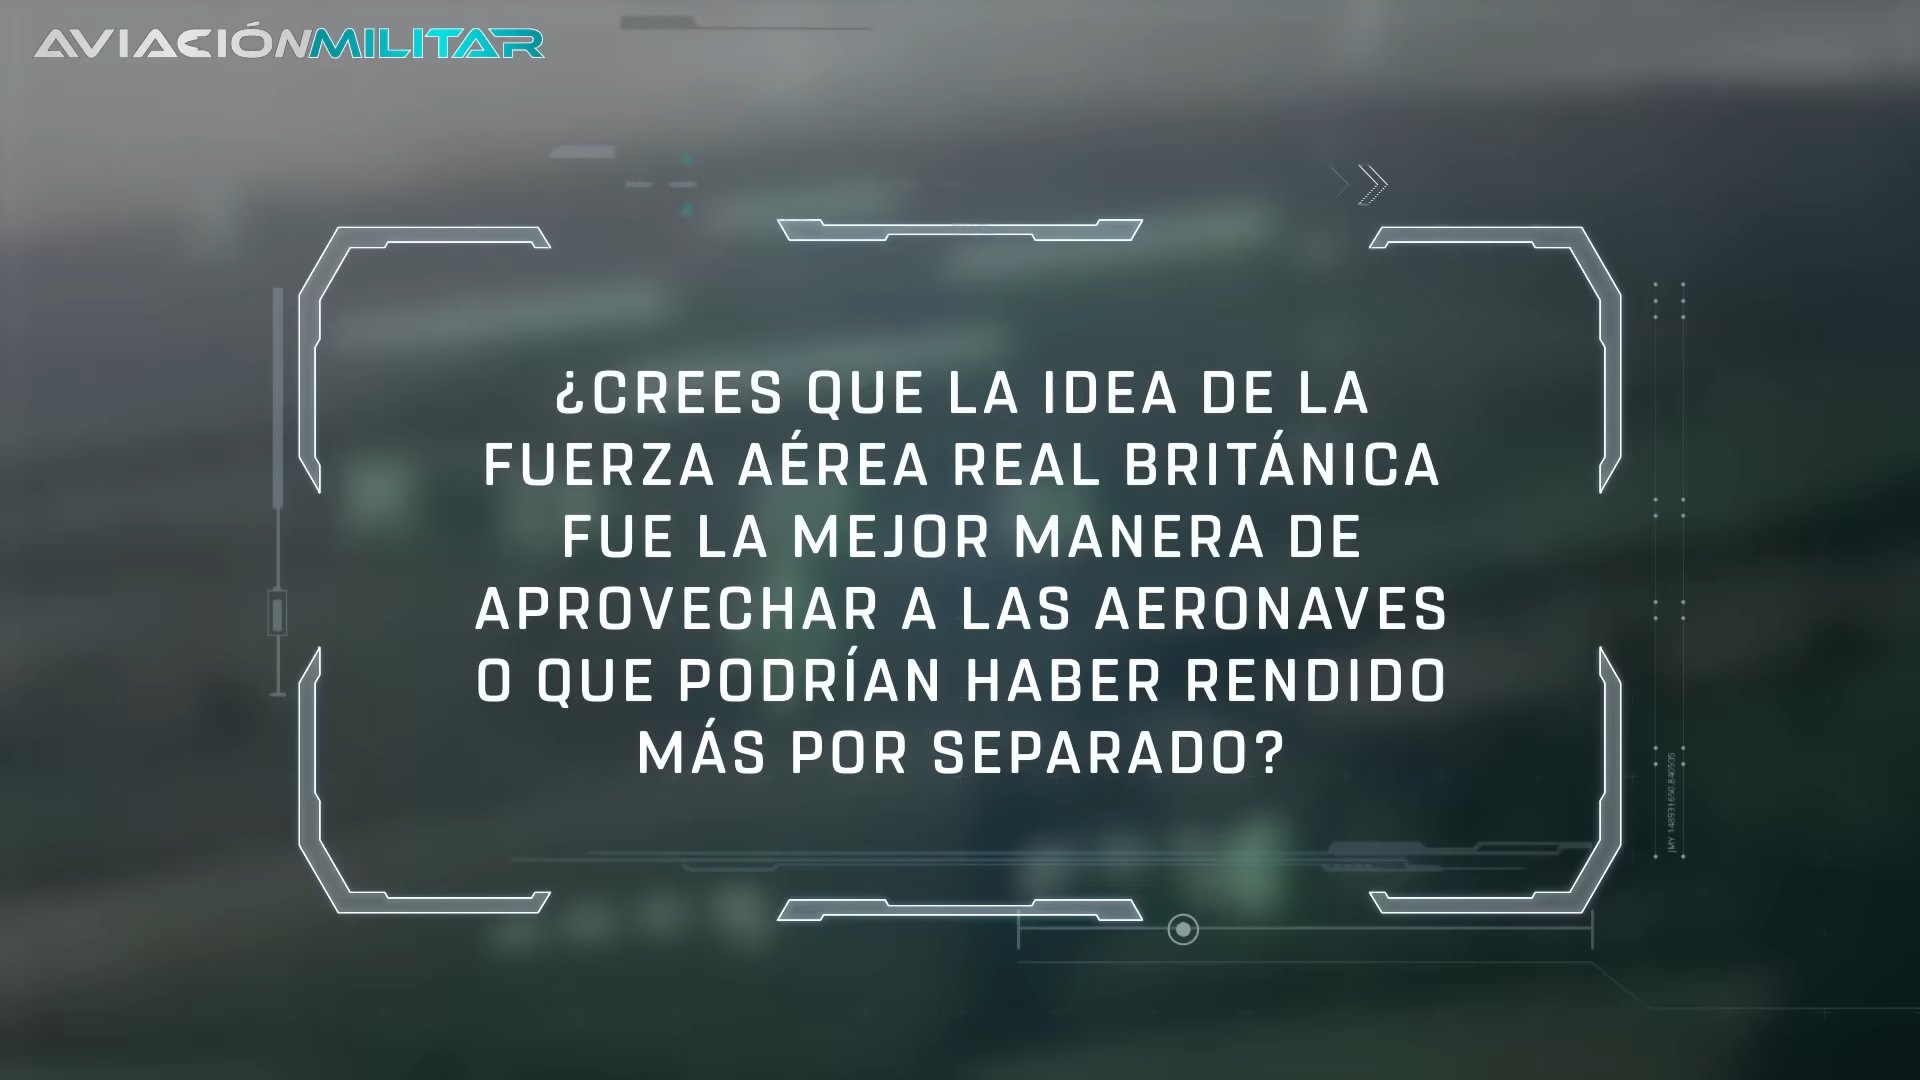 AVIACIÓNMILITAR
¿CREES QUE LA IDEA DE LA
FUERZA AÉREA REAL BRITÁNICA
FUE LA MEJOR MANERA DE
APROVECHAR A LAS AERONAVES
O QUE PODRÍAN HABER RENDIDO
MÁS POR SEPARADO?